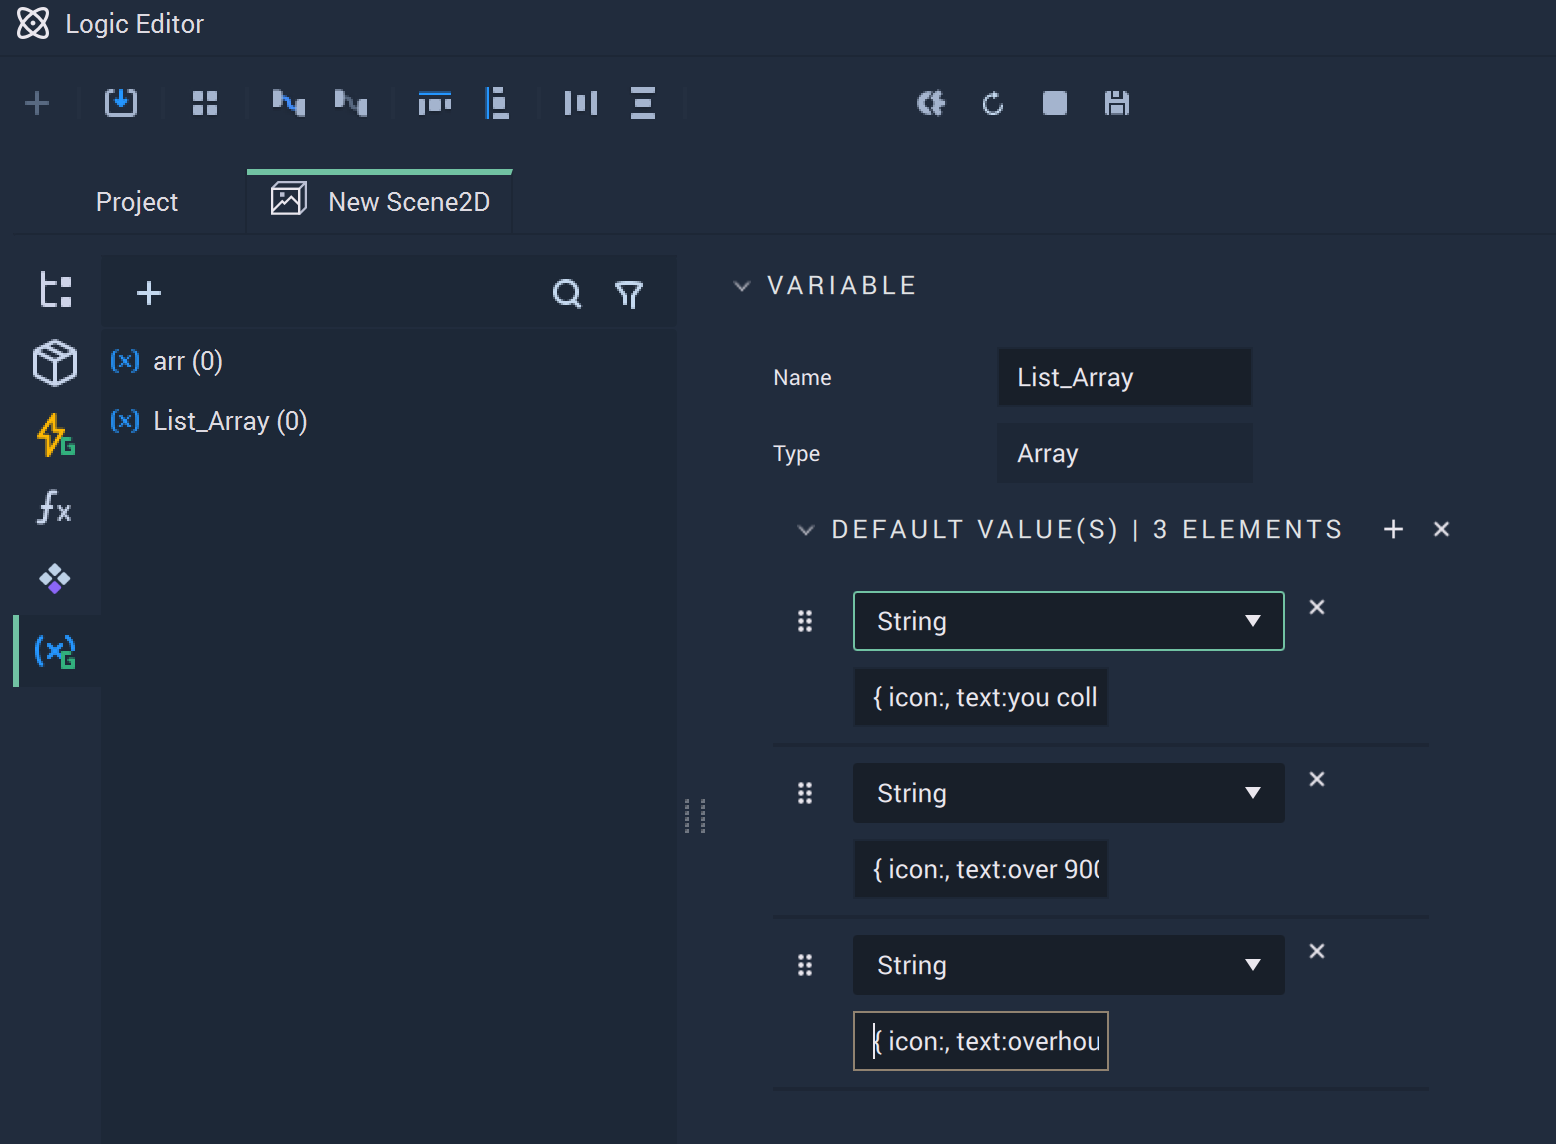 Logic Editor
Project
New Scene2D
VARIABLE
arr (0)
List_Array (0)
Name
List_Array
Type
Array
DEFAULT VALUE(S) | 3 ELEMENTS
String
{ icon:, text:you coll
String
{ icon:, text:over 900
String
{ icon:, text:overhou